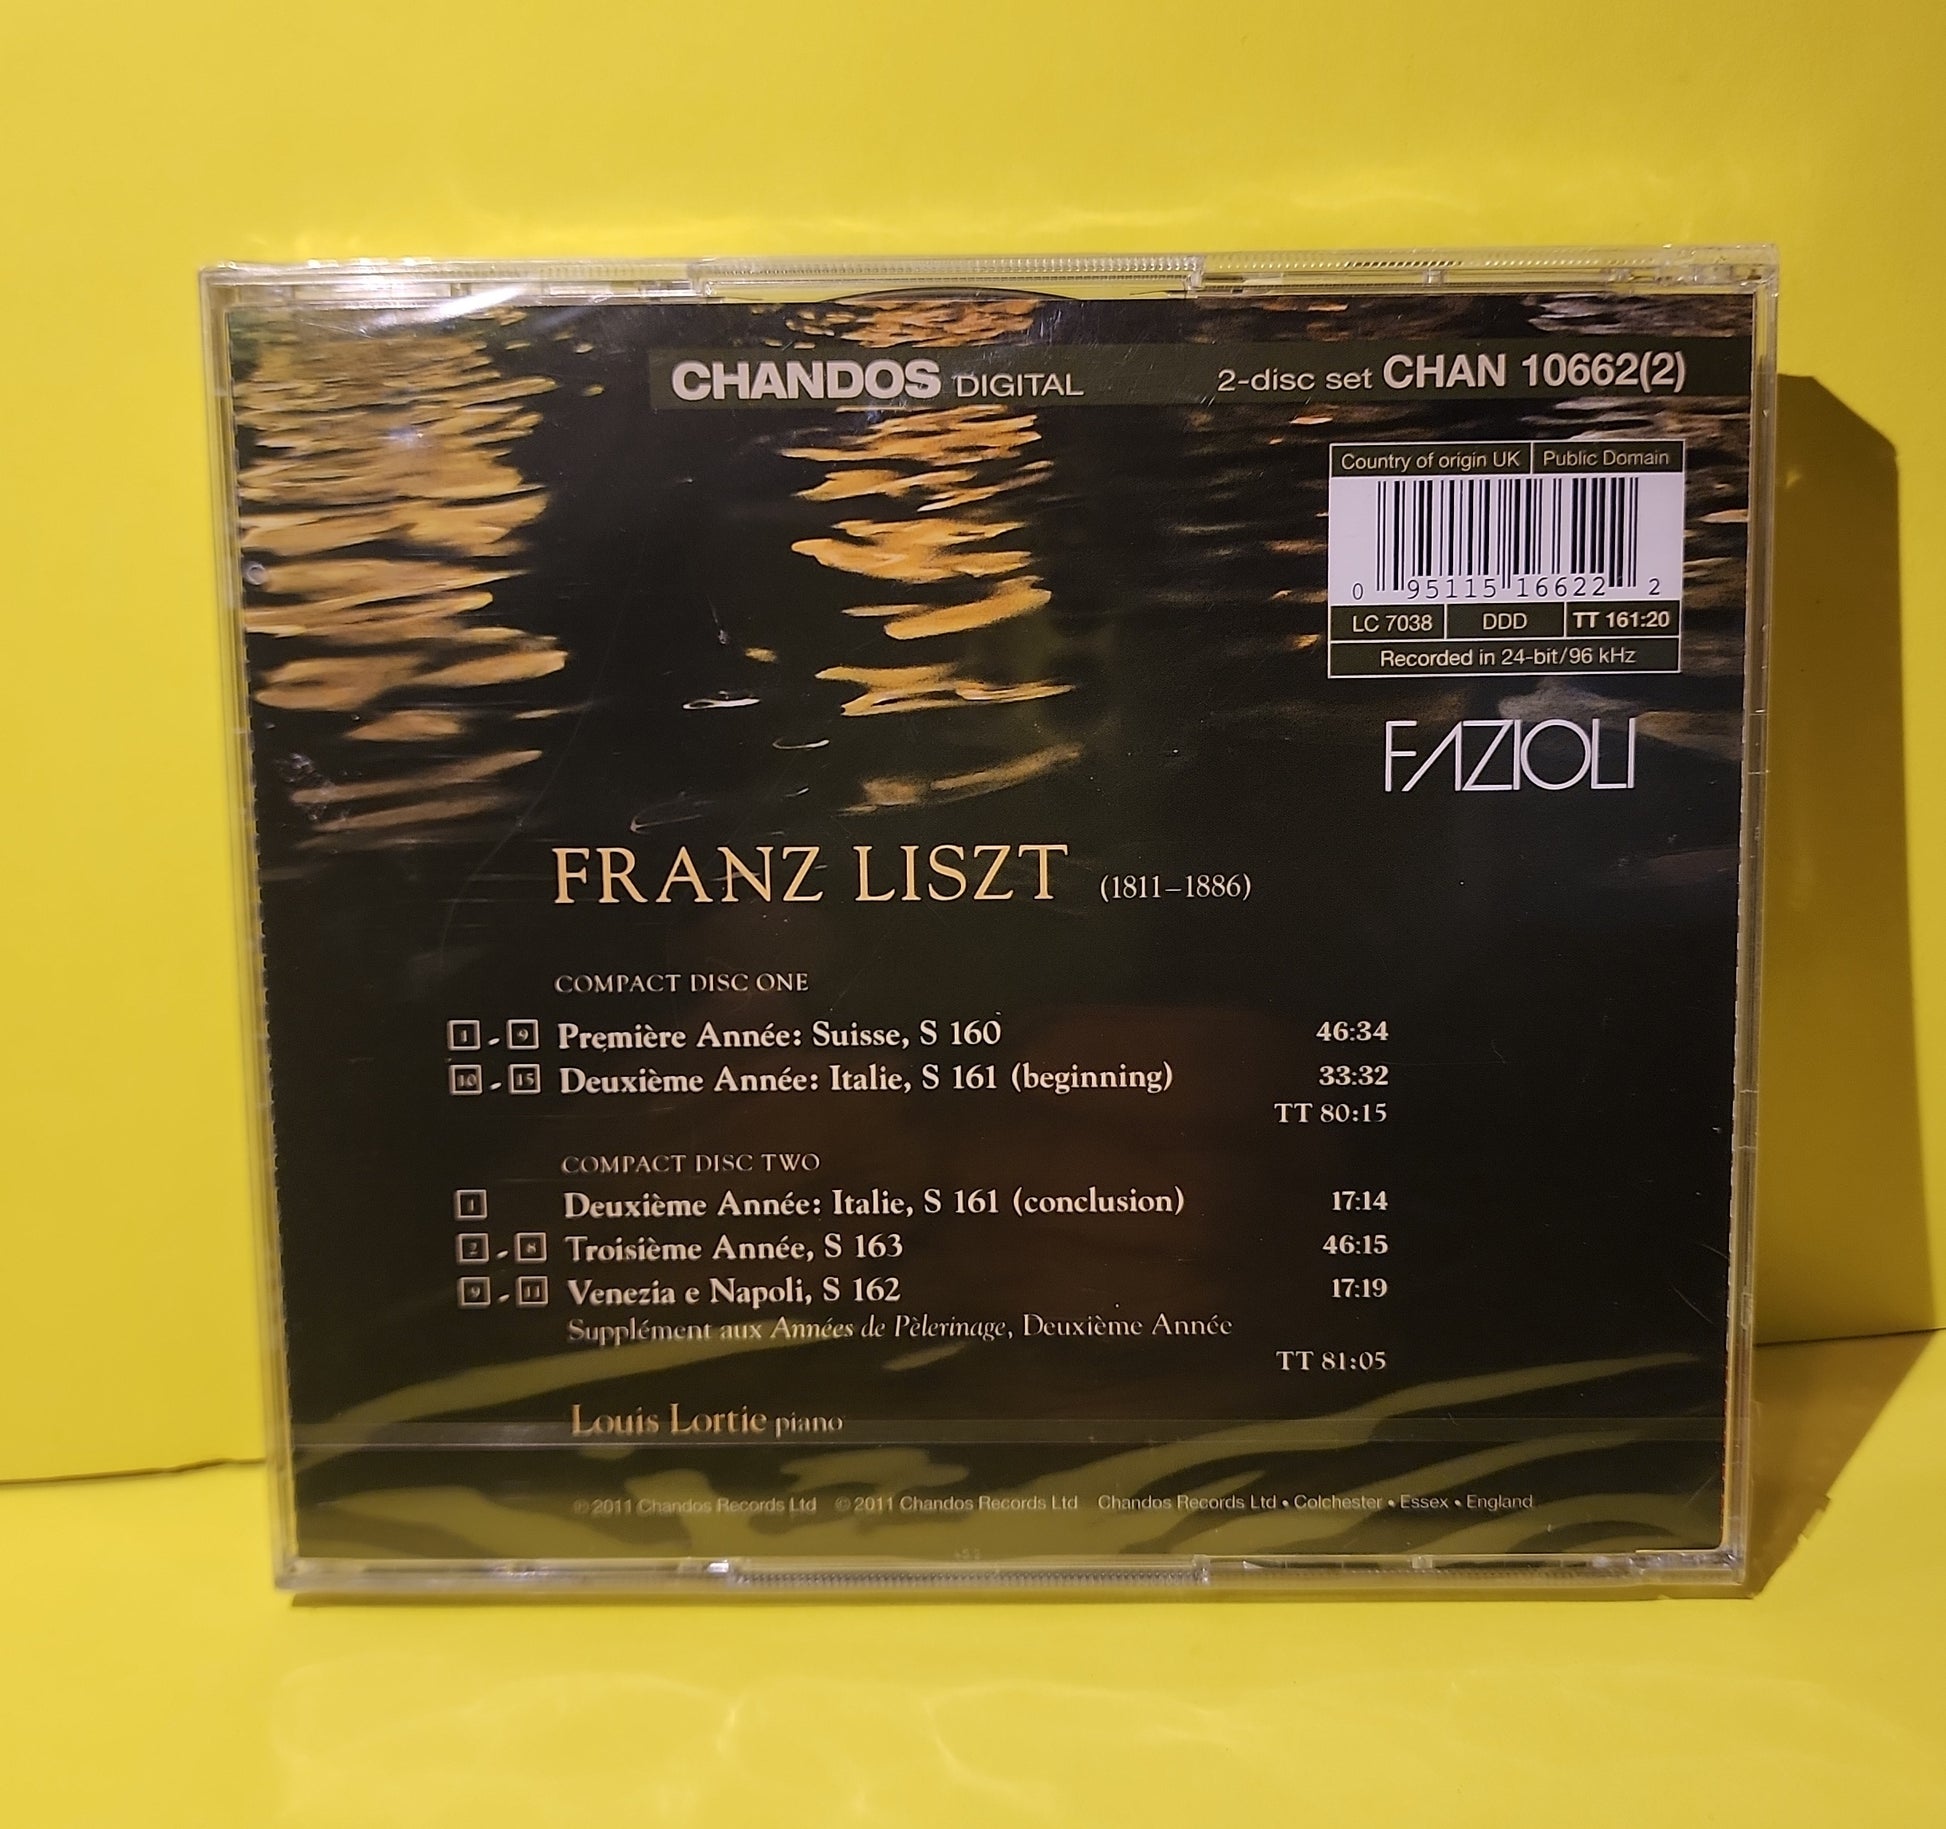 CHANDOS DIGITAL 2-disc set CHAN 10662(2)
Country of origin UK Public Domain
0 95115 16622 2
LC 7038 DDD TT 161:20
Recorded in 24-bit/96 kHz
FAZIOLI
FRANZ LISZT (1811–1886)
COMPACT DISC ONE
1 - 9 Première Année: Suisse, S 160 46:34
10 - 15 Deuxième Année: Italie, S 161 (beginning) 33:32
TT 80:15
COMPACT DISC TWO
1 Deuxième Année: Italie, S 161 (conclusion) 17:14
2 - 8 Troisième Année, S 163 46:15
9 - 11 Venezia e Napoli, S 162 17:19
Supplément aux Années de Pèlerinage, Deuxième Année
TT 81:05
Louis Lortie piano
℗ 2011 Chandos Records Ltd © 2011 Chandos Records Ltd Chandos Records Ltd • Colchester • Essex • England